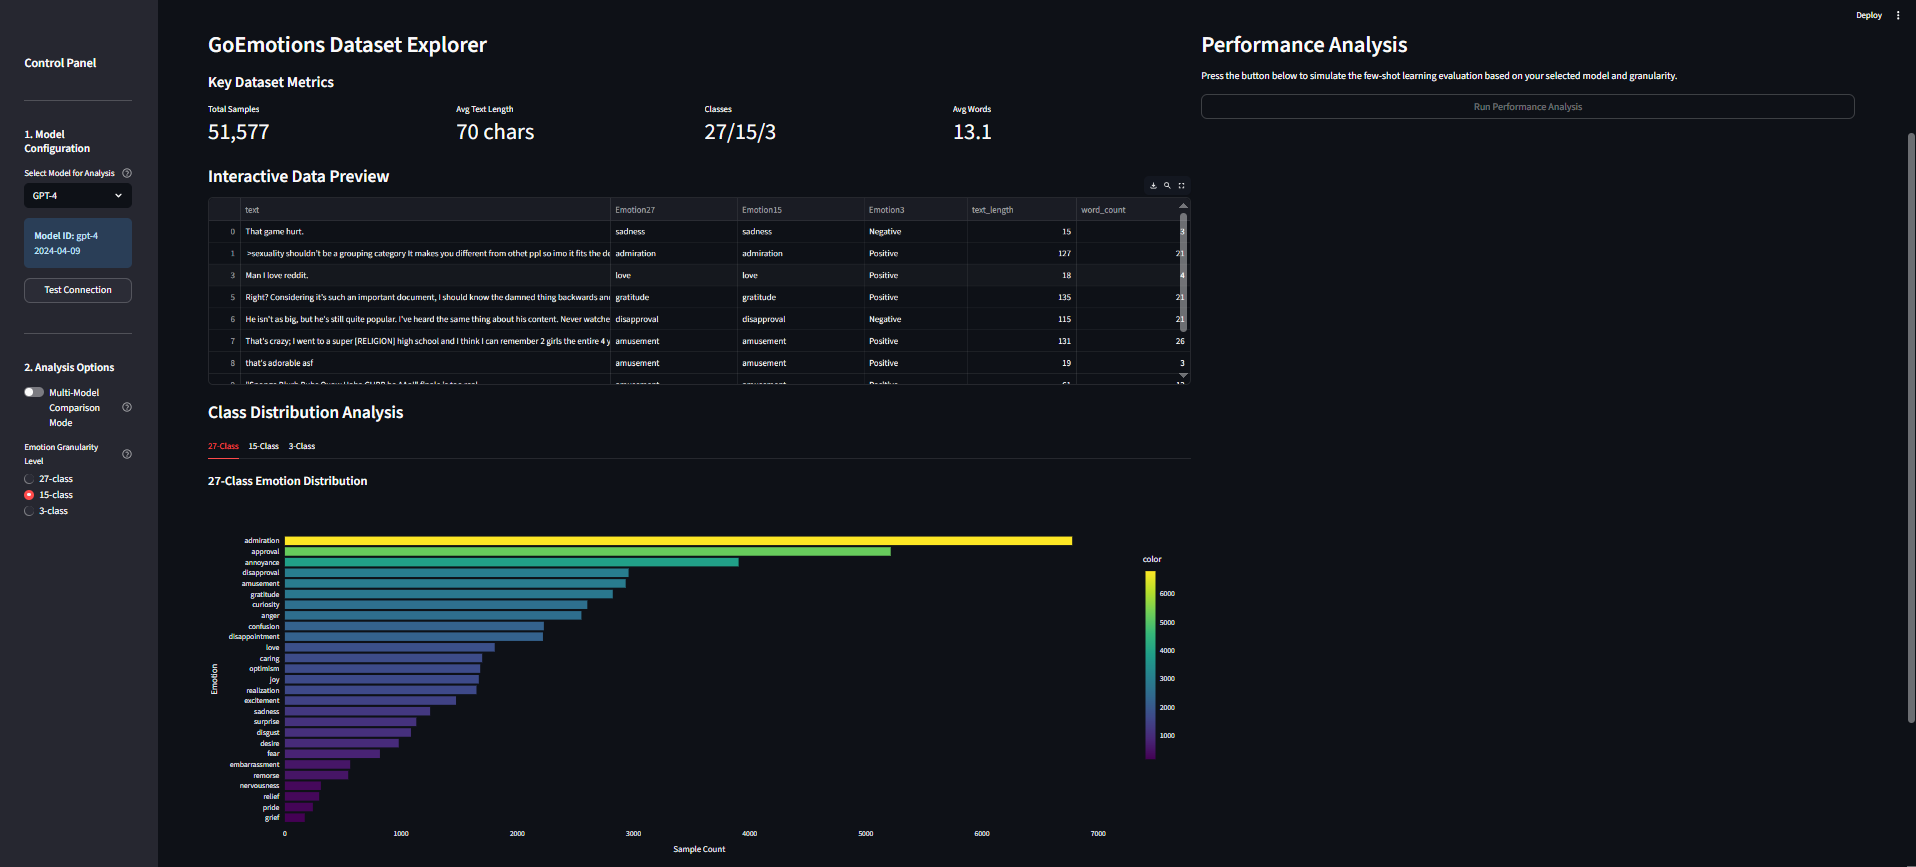 Deploy
Control Panel
1. Model
Configuration
Select Model for Analysis
GPT-4
Model ID: gpt-4
2024-04-09
Test Connection
2. Analysis Options
Multi-Model
Comparison
Mode
Emotion Granularity
Level
27-class
15-class
3-class
GoEmotions Dataset Explorer
Key Dataset Metrics
Total Samples Avg Text Length Classes Avg Words
51,577 70 chars 27/15/3 13.1
Interactive Data Preview
text Emotion27 Emotion15 Emotion3 text_length word_count
0 That game hurt. sadness sadness Negative 15 3
1 >sexuality shouldn't be a grouping category It makes you different from othet ppl so imo it fits the de admiration admiration Positive 127 21
3 Man I love reddit. love love Positive 18 4
5 Right? Considering it's such an important document, I should know the damned thing backwards an gratitude gratitude Positive 135 21
6 He isn't as big, but he's still quite popular. I've heard the same thing about his content. Never watche disapproval disapproval Negative 115 21
7 That's crazy; I went to a super [RELIGION] high school and I think I can remember 2 girls the entire 4 y amusement amusement Positive 131 26
8 that's adorable asf amusement amusement Positive 19 3
Class Distribution Analysis
27-Class 15-Class 3-Class
27-Class Emotion Distribution
admiration
approval
annoyance
disapproval
amusement
gratitude
curiosity
anger
confusion
disappointment
love
caring
optimism
joy
realization
excitement
sadness
surprise
disgust
desire
fear
embarrassment
remorse
nervousness
relief
pride
grief
Emotion
0 1000 2000 3000 4000 5000 6000 7000
Sample Count
color
6000
5000
4000
3000
2000
1000
Performance Analysis
Press the button below to simulate the few-shot learning evaluation based on your selected model and granularity.
Run Performance Analysis